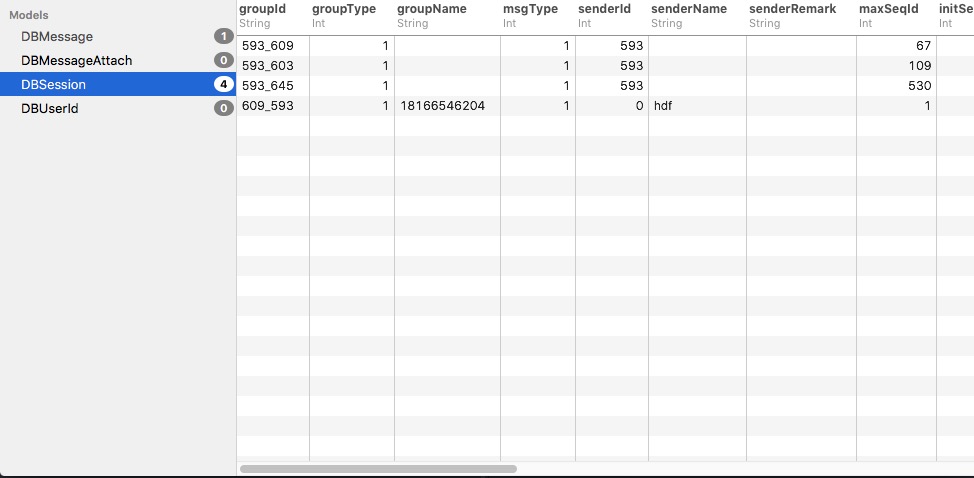 Models
DBMessage 1
DBMessageAttach 0
DBSession 4
DBUserId 0
groupId groupType groupName msgType senderId senderName senderRemark maxSeqId initSe
String Int String Int Int String String Int Int
593_609 1 1 593 67
593_603 1 1 593 109
593_645 1 1 593 530
609_593 1 18166546204 1 0 hdf 1